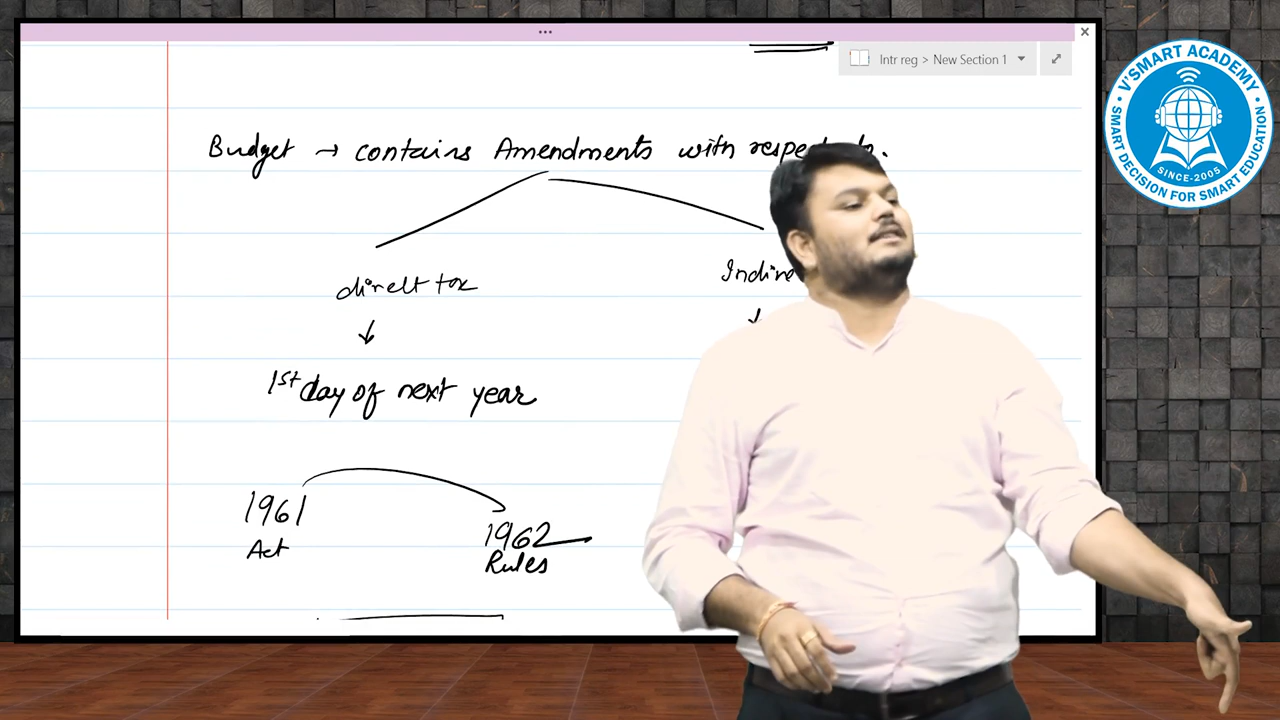 Intr reg > New Section 1
V'SMART ACADEMY
SMART DECISION FOR SMART EDUCATION
SINCE-2005
Budget → contains Amendments with respect to.
direct tax
Indire
↓
↓
1st day of next year
1961
1962
Act
Rules